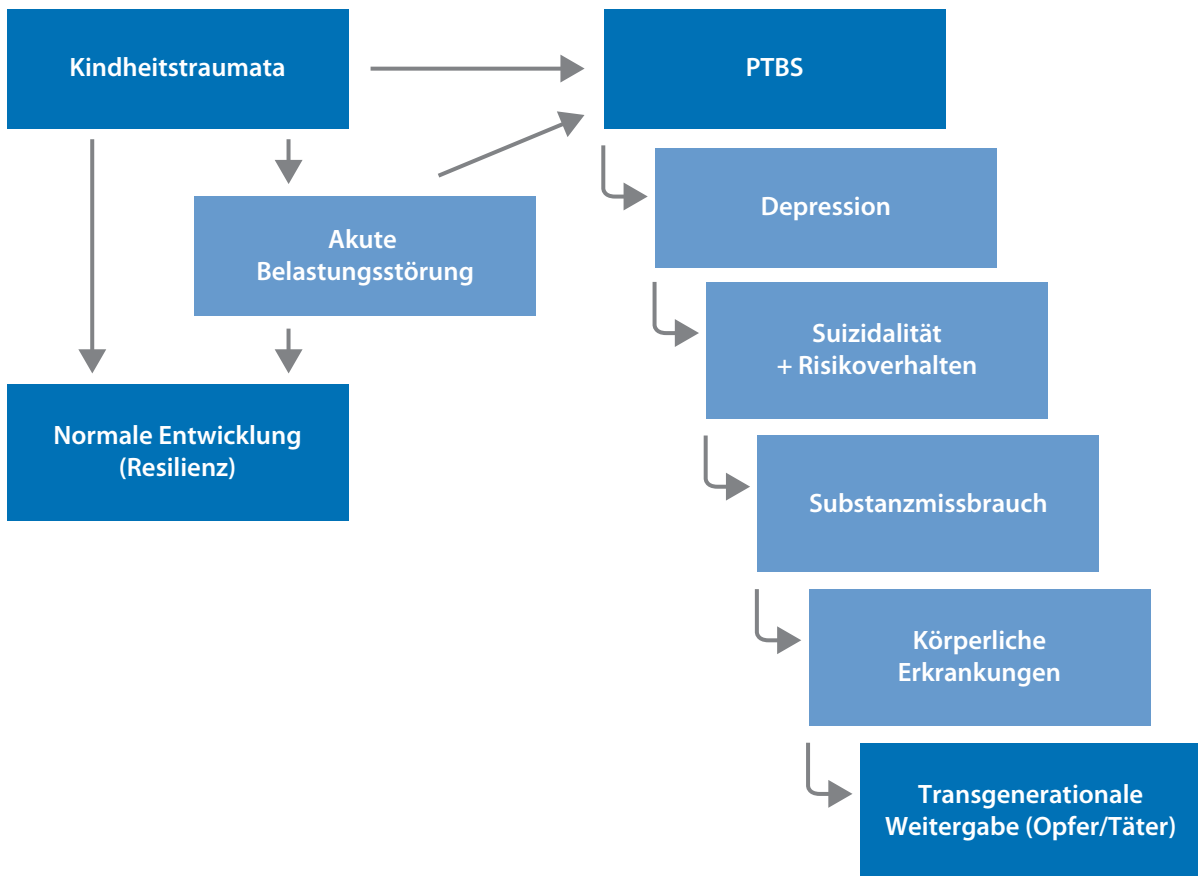 Kindheitstraumata
PTBS
Depression
Akute
Belastungsstörung
Suizidalität
+ Risikoverhalten
Normale Entwicklung
(Resilienz)
Substanzmissbrauch
Körperliche
Erkrankungen
Transgenerationale
Weitergabe (Opfer/Täter)